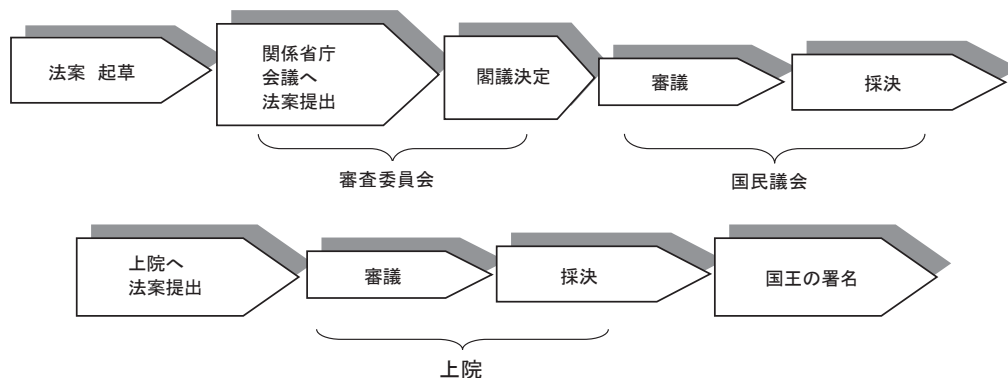 法案 起草
関係省庁
会議へ
法案提出
閣議決定
審議
採決
審査委員会
国民議会
上院へ
法案提出
審議
採決
国王の署名
上院